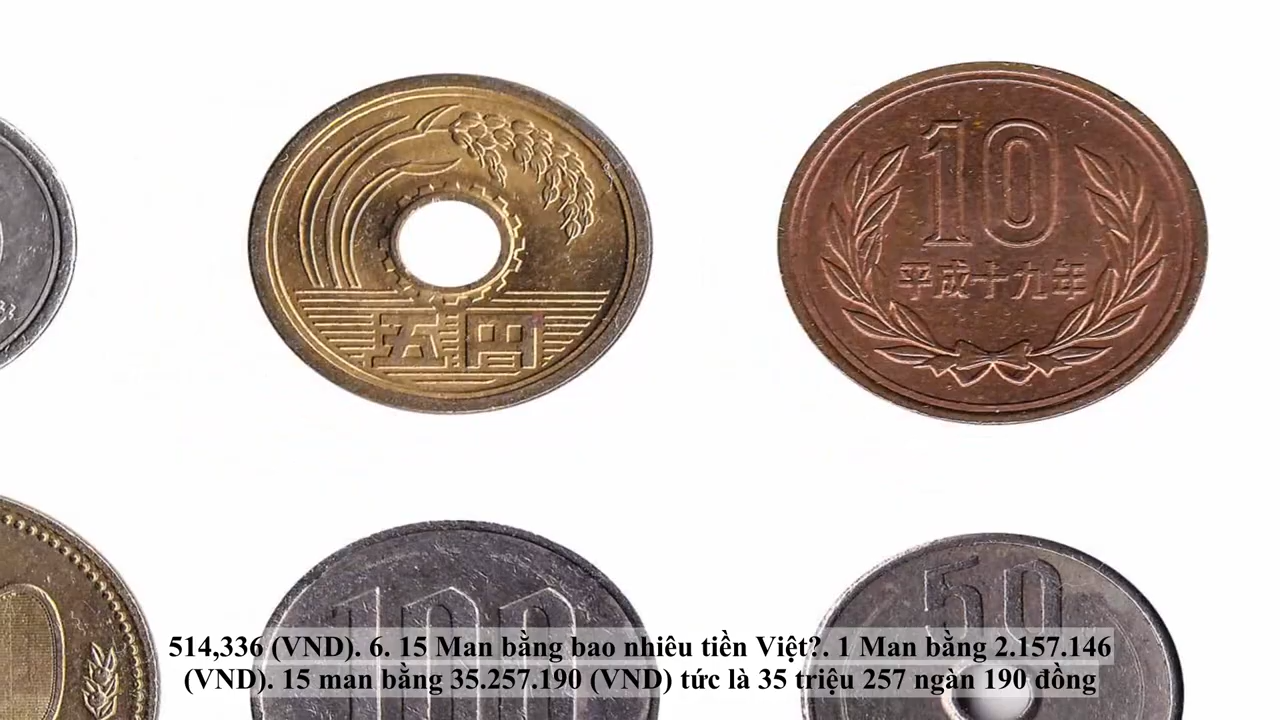 10
平成十九年
五円
100
50
514,336 (VND). 6. 15 Man bằng bao nhiêu tiền Việt?. 1 Man bằng 2.157.146
(VND). 15 man bằng 35.257.190 (VND) tức là 35 triệu 257 ngàn 190 đồng